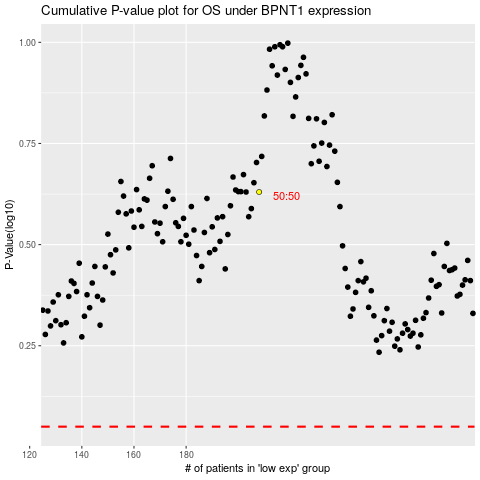 Cumulative P-value plot for OS under BPNT1 expression
P-Value(log10)
1.00
0.75
0.50
0.25
50:50
120 140 160 180
# of patients in 'low exp' group